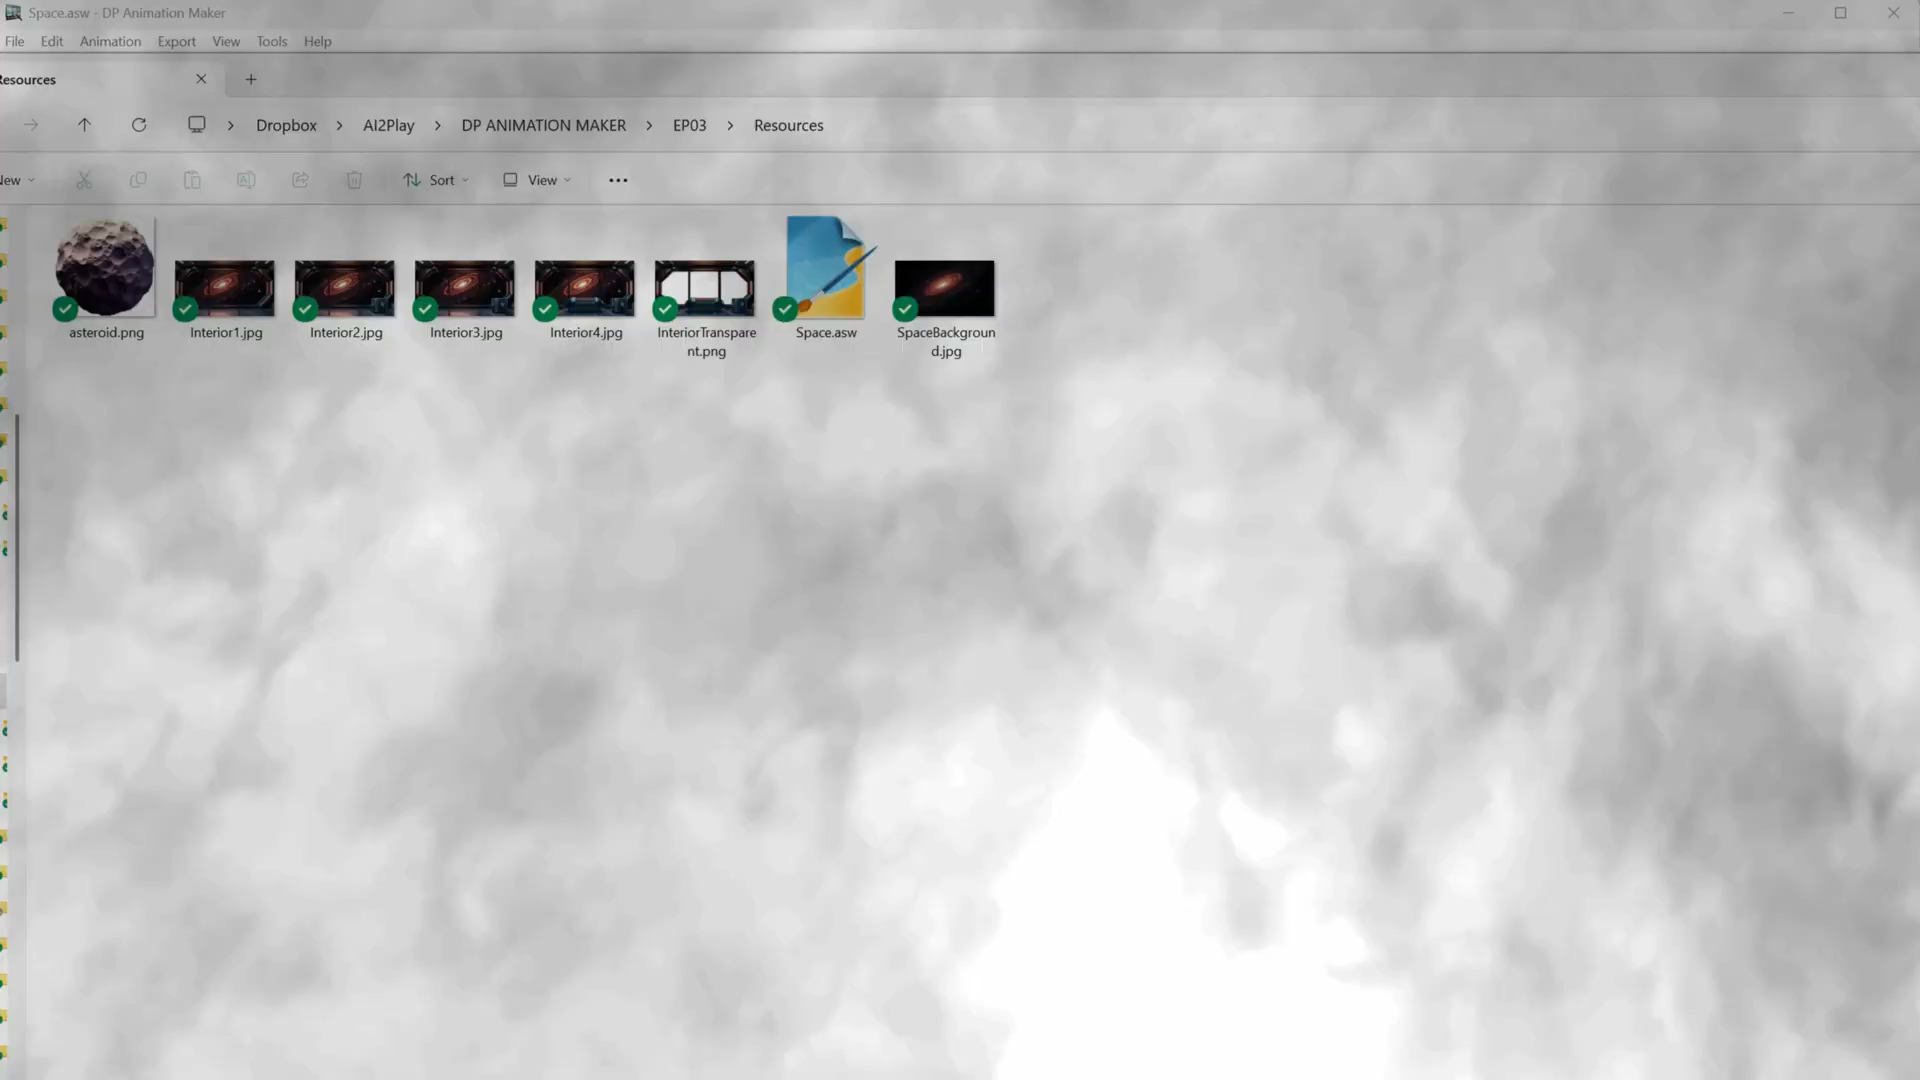 Space.asw - DP Animation Maker
File Edit Animation Export View Tools Help
Resources
Dropbox > AI2Play > DP ANIMATION MAKER > EP03 > Resources
New Sort View
asteroid.png
Interior1.jpg
Interior2.jpg
Interior3.jpg
Interior4.jpg
InteriorTranspare
nt.png
Space.asw
SpaceBackgroun
d.jpg